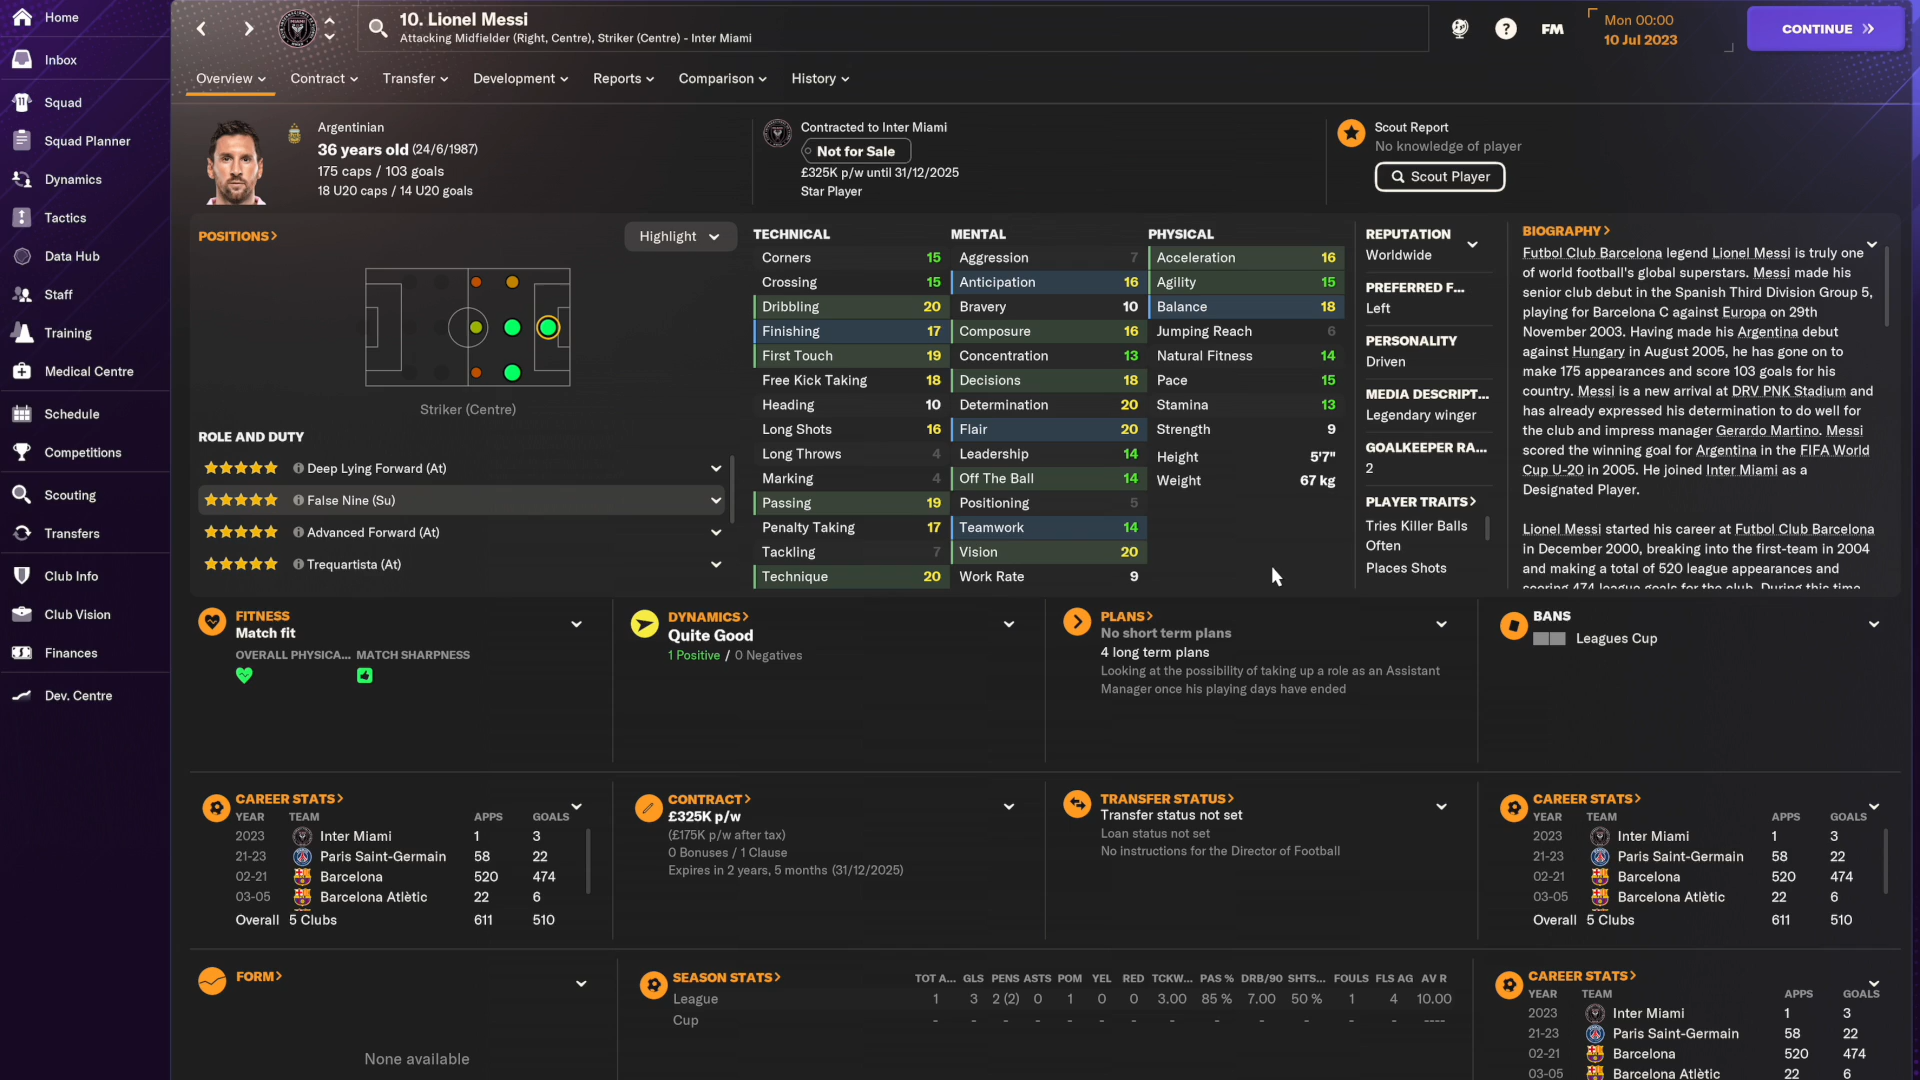 Home
Inbox
Squad
Squad Planner
Dynamics
Tactics
Data Hub
Staff
Training
Medical Centre
Schedule
Competitions
Scouting
Transfers
Club Info
Club Vision
Finances
Dev. Centre
10. Lionel Messi
Attacking Midfielder (Right, Centre), Striker (Centre) - Inter Miami
?
FM
Mon 00:00
10 Jul 2023
CONTINUE
Overview Contract Transfer Development Reports Comparison History
Argentinian
36 years old (24/6/1987)
175 caps / 103 goals
18 U20 caps / 14 U20 goals
Contracted to Inter Miami
Not for Sale
£325K p/w until 31/12/2025
Star Player
Scout Report
No knowledge of player
Scout Player
POSITIONS>
Highlight
Striker (Centre)
ROLE AND DUTY
Deep Lying Forward (At)
False Nine (Su)
Advanced Forward (At)
Trequartista (At)
TECHNICAL
Corners 15
Crossing 15
Dribbling 20
Finishing 17
First Touch 19
Free Kick Taking 18
Heading 10
Long Shots 16
Long Throws 4
Marking 4
Passing 19
Penalty Taking 17
Tackling 7
Technique 20
MENTAL
Aggression 7
Anticipation 16
Bravery 10
Composure 16
Concentration 13
Decisions 18
Determination 20
Flair 20
Leadership 14
Off The Ball 14
Positioning 5
Teamwork 14
Vision 20
Work Rate 9
PHYSICAL
Acceleration 16
Agility 15
Balance 18
Jumping Reach 6
Natural Fitness 14
Pace 15
Stamina 13
Strength 9
Height 5'7"
Weight 67 kg
REPUTATION
Worldwide
PREFERRED F...
Left
PERSONALITY
Driven
MEDIA DESCRIPT...
Legendary winger
GOALKEEPER RA...
2
PLAYER TRAITS>
Tries Killer Balls
Often
Places Shots
BIOGRAPHY>
Futbol Club Barcelona legend Lionel Messi is truly one
of world football's global superstars. Messi made his
senior club debut in the Spanish Third Division Group 5,
playing for Barcelona C against Europa on 29th
November 2003. Having made his Argentina debut
against Hungary in August 2005, he has gone on to
make 175 appearances and score 103 goals for his
country. Messi is a new arrival at DRV PNK Stadium and
has already expressed his determination to do well for
the club and impress manager Gerardo Martino. Messi
scored the winning goal for Argentina in the FIFA World
Cup U-20 in 2005. He joined Inter Miami as a
Designated Player.
Lionel Messi started his career at Futbol Club Barcelona
in December 2000, breaking into the first-team in 2004
and making a total of 520 league appearances and
scoring 474 league goals for the club. During this time
FITNESS
Match fit
OVERALL PHYSICA... MATCH SHARPNESS
DYNAMICS>
Quite Good
1 Positive / 0 Negatives
PLANS>
No short term plans
4 long term plans
Looking at the possibility of taking up a role as an Assistant
Manager once his playing days have ended
BANS
Leagues Cup
CAREER STATS>
YEAR TEAM APPS GOALS
2023 Inter Miami 1 3
21-23 Paris Saint-Germain 58 22
02-21 Barcelona 520 474
03-05 Barcelona Atlètic 22 6
Overall 5 Clubs 611 510
CONTRACT>
£325K p/w
(£175K p/w after tax)
0 Bonuses / 1 Clause
Expires in 2 years, 5 months (31/12/2025)
TRANSFER STATUS>
Transfer status not set
Loan status not set
No instructions for the Director of Football
CAREER STATS>
YEAR TEAM APPS GOALS
2023 Inter Miami 1 3
21-23 Paris Saint-Germain 58 22
02-21 Barcelona 520 474
03-05 Barcelona Atlètic 22 6
Overall 5 Clubs 611 510
FORM>
None available
SEASON STATS>
TOT A... GLS PENS ASTS POM YEL RED TCKW... PAS % DRB/90 SHTS... FOULS FLS AG AV R
League 1 3 2 (2) 0 1 0 0 3.00 85 % 7.00 50 % 1 4 10.00
Cup - - - - - - - - - - - - - ----
CAREER STATS>
YEAR TEAM APPS GOALS
2023 Inter Miami 1 3
21-23 Paris Saint-Germain 58 22
02-21 Barcelona 520 474
03-05 Barcelona Atlètic 22 6